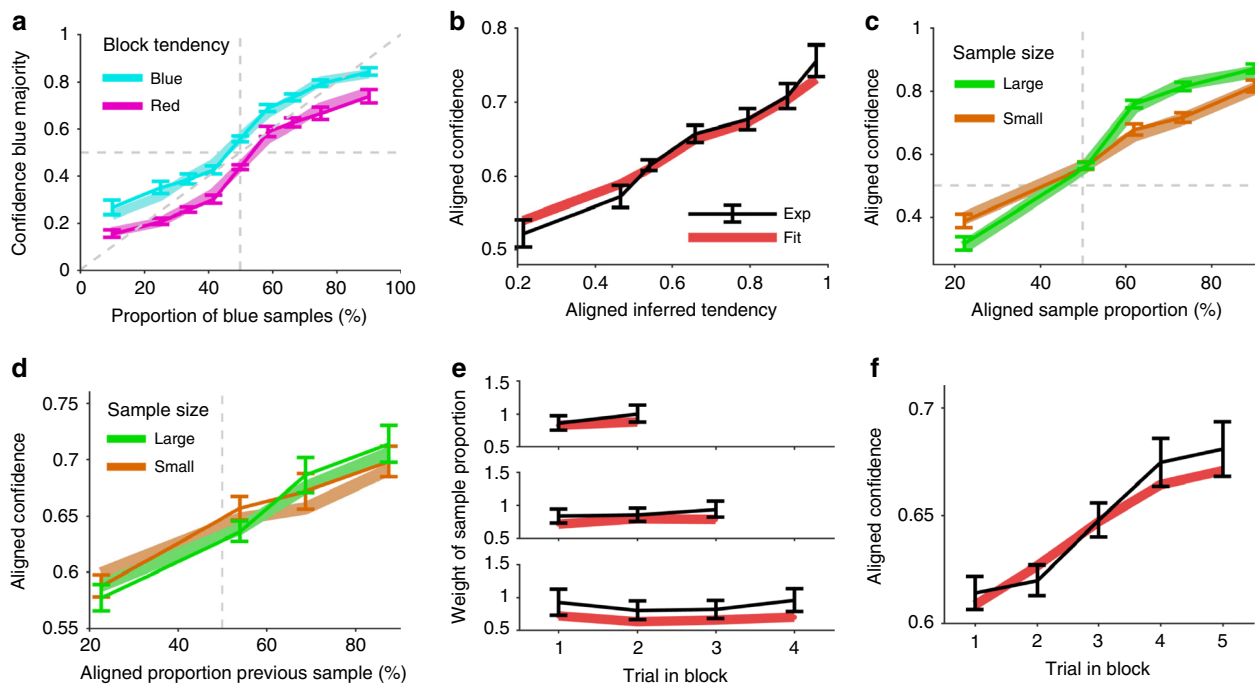 a
Confidence blue majority
1
0.8
0.6
0.4
0.2
0
Block tendency
Blue
Red
0 20 40 60 80 100
Proportion of blue samples (%)
b
Aligned confidence
0.8
0.7
0.6
0.5
Exp
Fit
0.2 0.4 0.6 0.8 1
Aligned inferred tendency
c
Aligned confidence
1
0.8
0.6
0.4
Sample size
Large
Small
20 40 60 80
Aligned sample proportion (%)
d
Aligned confidence
0.75
0.7
0.65
0.6
0.55
Sample size
Large
Small
20 40 60 80
Aligned proportion previous sample (%)
e
Weight of sample proportion
1.5
1
0.5
1.5
1
0.5
1.5
1
0.5
1 2 3 4
Trial in block
f
Aligned confidence
0.7
0.65
0.6
1 2 3 4 5
Trial in block